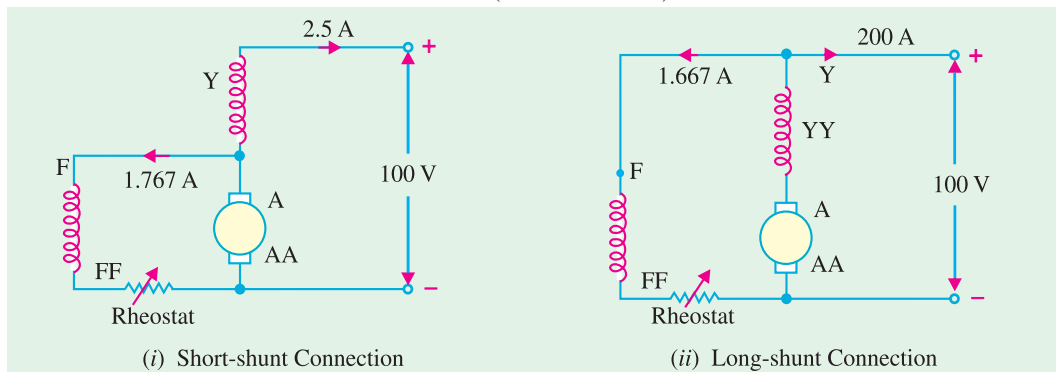 2.5 A
+
Y
F
1.767 A
100 V
A
AA
FF
Rheostat
−
(i) Short-shunt Connection
200 A
+
1.667 A
Y
YY
F
100 V
A
AA
FF
Rheostat
−
(ii) Long-shunt Connection